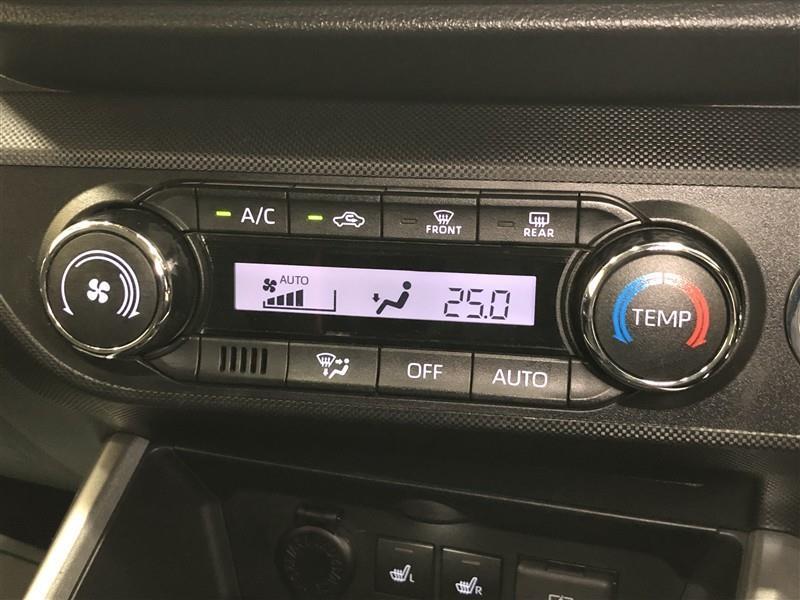 A/C
FRONT
REAR
AUTO
25.0
TEMP
OFF
AUTO
L
R